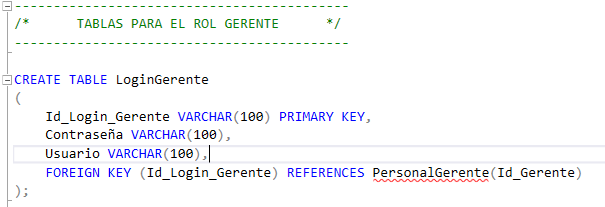 ------------------------------------------
/*      TABLAS PARA EL ROL GERENTE      */
------------------------------------------
CREATE TABLE LoginGerente
(
    Id_Login_Gerente VARCHAR(100) PRIMARY KEY,
    Contraseña VARCHAR(100),
    Usuario VARCHAR(100),
    FOREIGN KEY (Id_Login_Gerente) REFERENCES PersonalGerente(Id_Gerente)
);